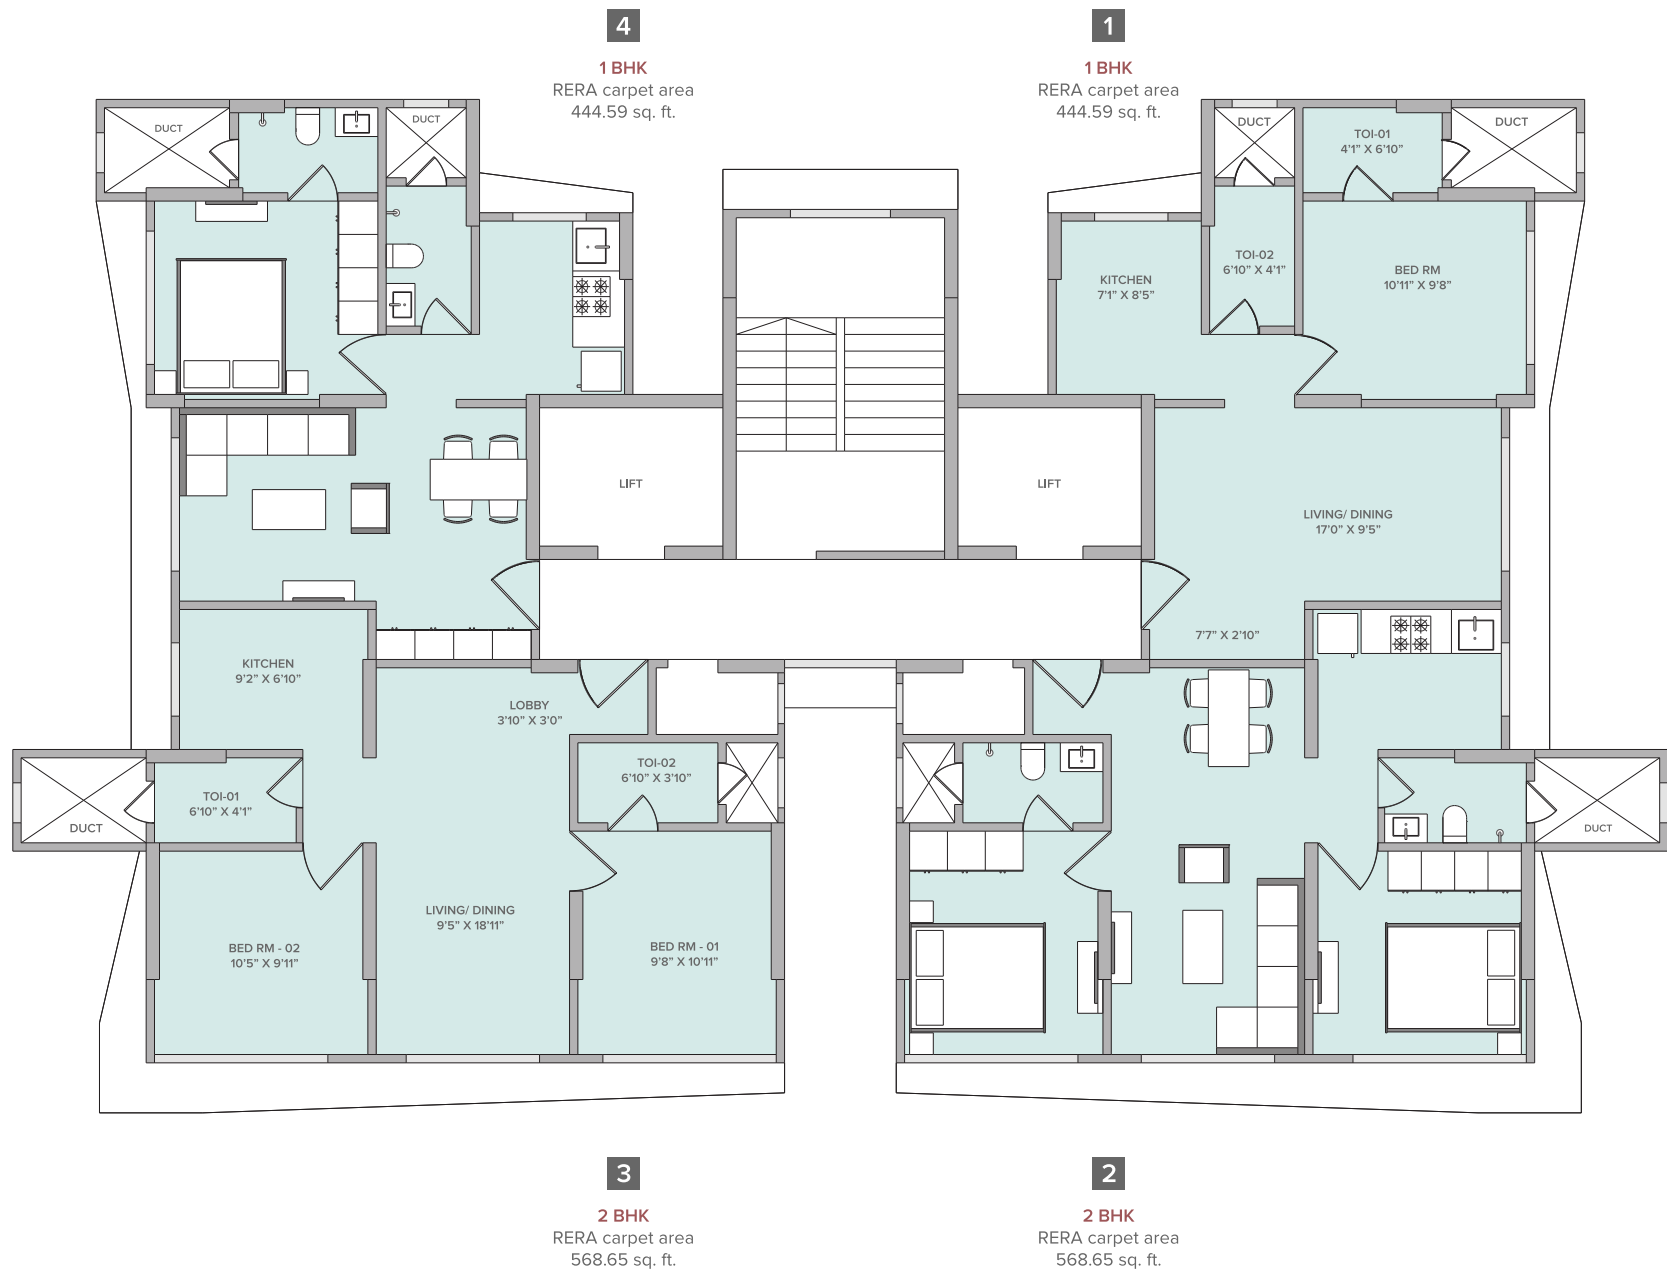 4
1 BHK
RERA carpet area
444.59 sq. ft.
1
1 BHK
RERA carpet area
444.59 sq. ft.
DUCT
DUCT
DUCT
TOI-01
4'1" X 6'10"
DUCT
KITCHEN
7'1" X 8'5"
TOI-02
6'10" X 4'1"
BED RM
10'11" X 9'8"
LIFT
LIFT
LIVING/ DINING
17'0" X 9'5"
7'7" X 2'10"
KITCHEN
9'2" X 6'10"
LOBBY
3'10" X 3'0"
TOI-02
6'10" X 3'10"
TOI-01
6'10" X 4'1"
DUCT
DUCT
LIVING/ DINING
9'5" X 18'11"
BED RM - 02
10'5" X 9'11"
BED RM - 01
9'8" X 10'11"
3
2 BHK
RERA carpet area
568.65 sq. ft.
2
2 BHK
RERA carpet area
568.65 sq. ft.